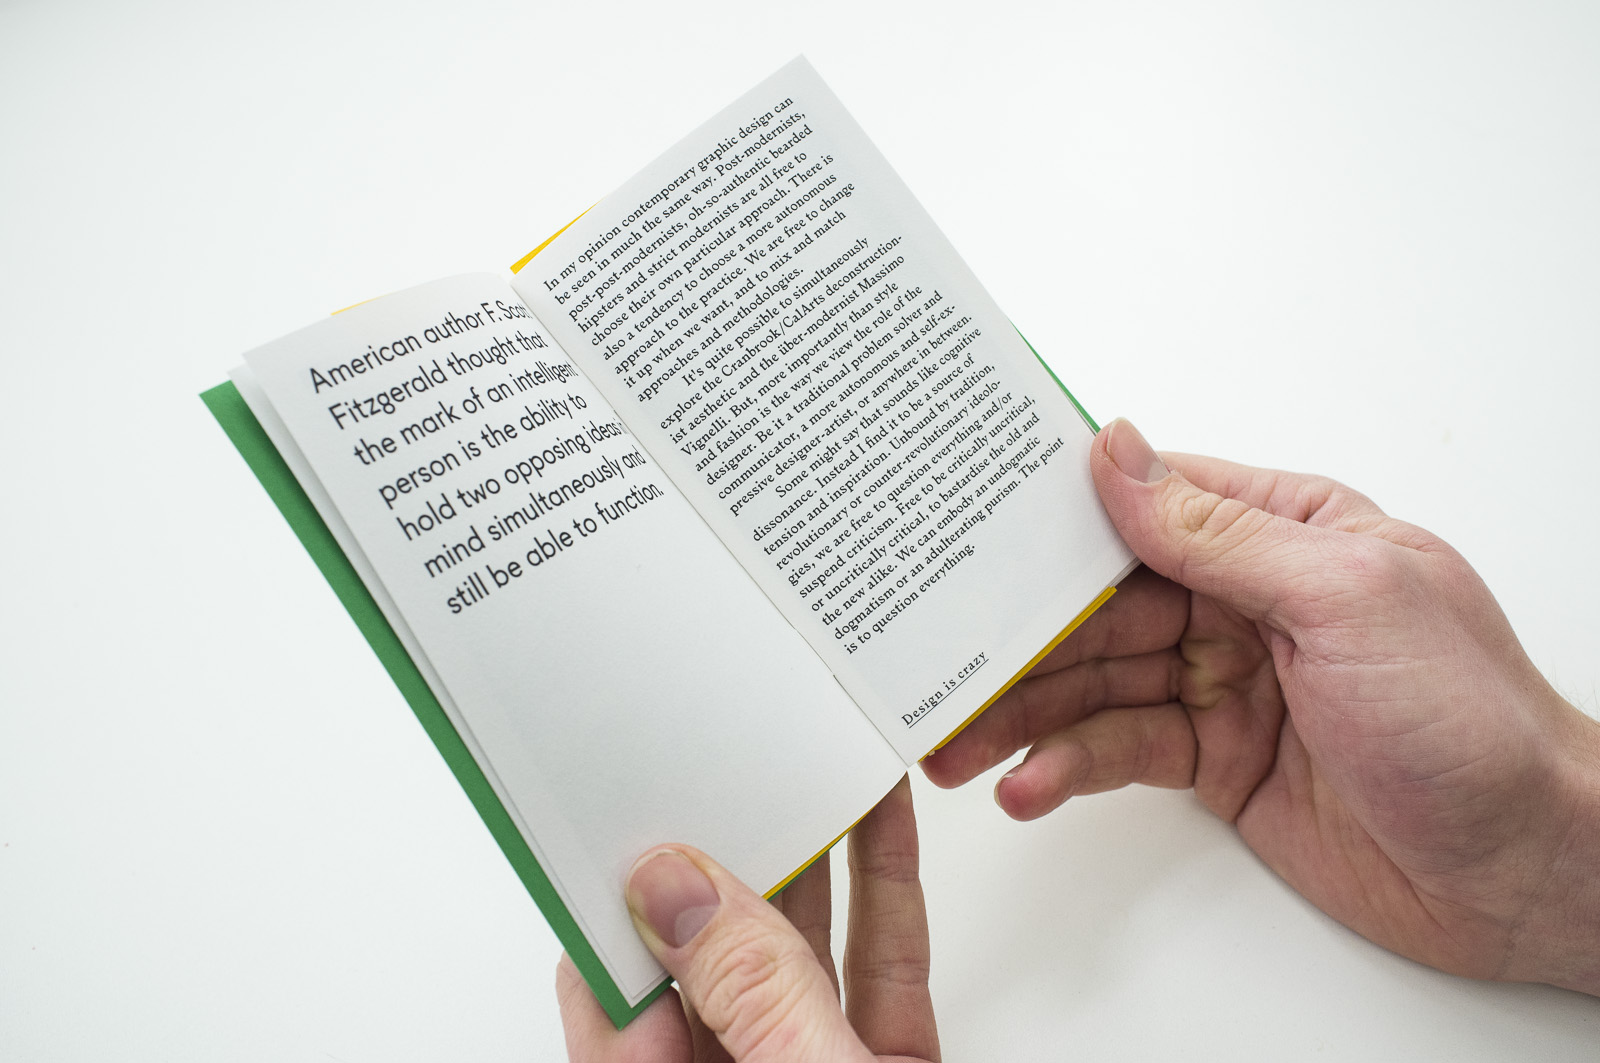 American author F. Scott
Fitzgerald thought that
the mark of an intelligent
person is the ability to
hold two opposing ideas in
mind simultaneously and
still be able to function.
In my opinion contemporary graphic design can
be seen in much the same way. Post-modernists,
post-post-modernists, oh-so-authentic bearded
hipsters and strict modernists are all free to
choose their own particular approach. There is
also a tendency to choose a more autonomous
approach to the practice. We are free to change
it up when we want, and to mix and match
approaches and methodologies.
It's quite possible to simultaneously
explore the Cranbrook/CalArts deconstruction-
ist aesthetic and the über-modernist Massimo
Vignelli. But, more importantly than style
and fashion is the way we view the role of the
designer. Be it a traditional problem solver and
communicator, a more autonomous and self-ex-
pressive designer-artist, or anywhere in between.
Some might say that sounds like cognitive
dissonance. Instead I find it to be a source of
tension and inspiration. Unbound by tradition,
revolutionary or counter-revolutionary ideolo-
gies, we are free to question everything and/or
suspend criticism. Free to be critically uncritical,
or uncritically critical, to bastardise the old and
the new alike. We can embody an undogmatic
dogmatism or an adulterating purism. The point
is to question everything.
Design is crazy